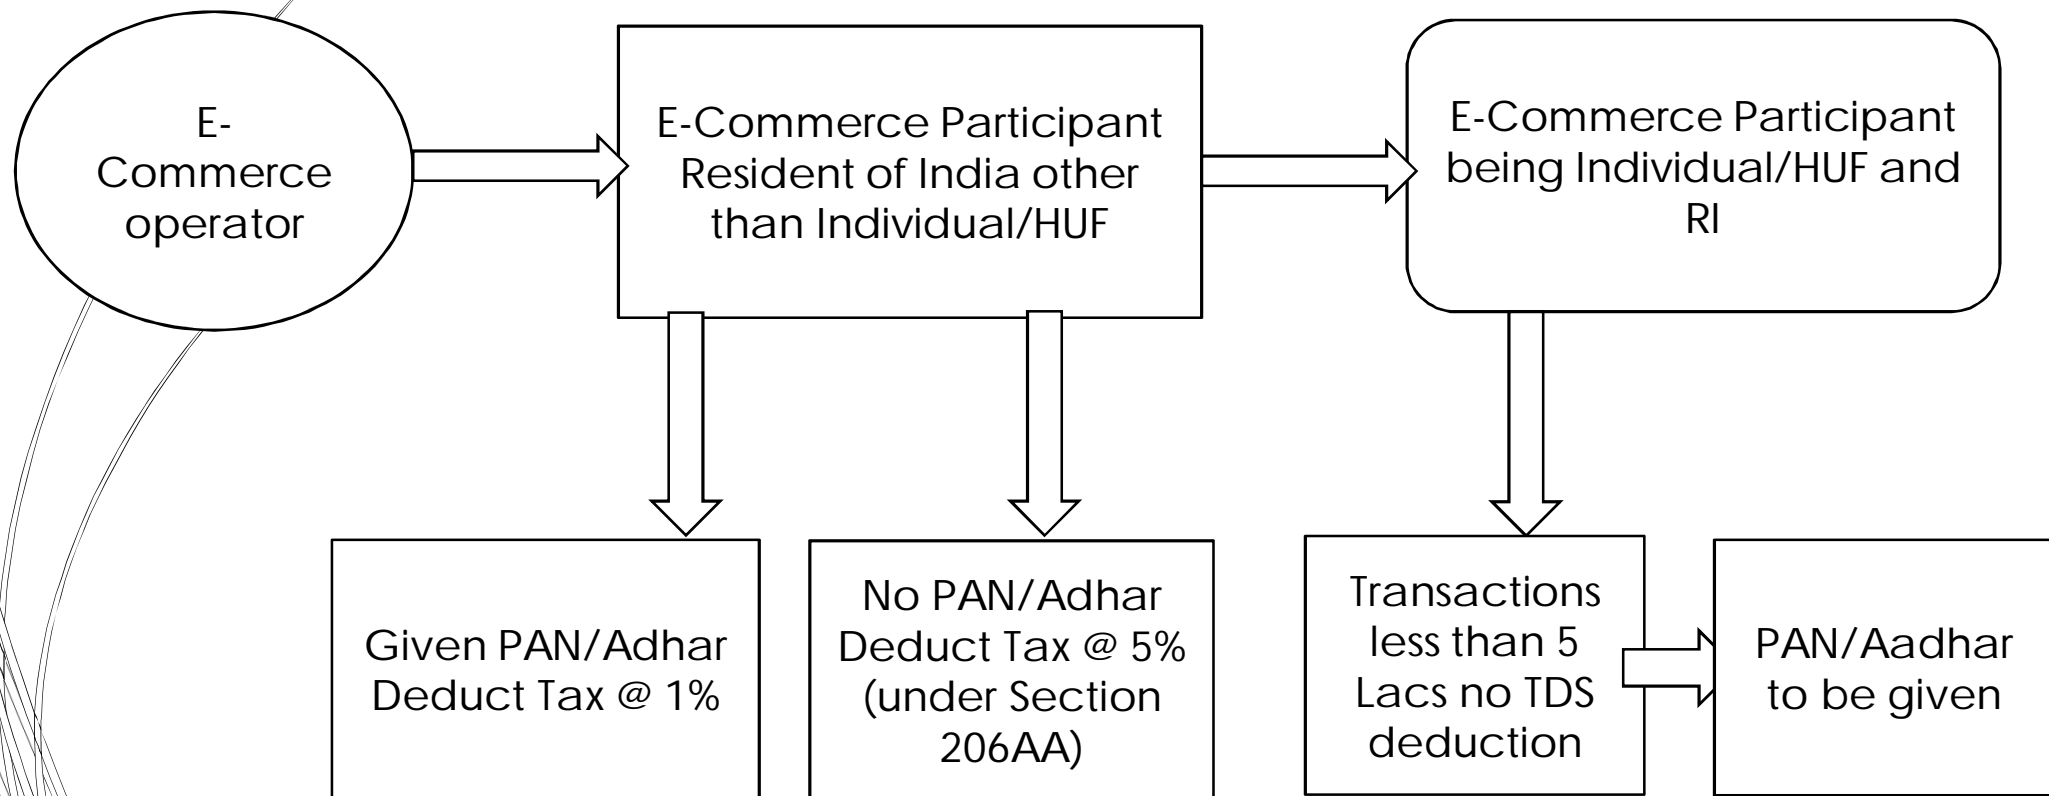 E-
Commerce
operator
E-Commerce Participant
Resident of India other
than Individual/HUF
E-Commerce Participant
being Individual/HUF and
RI
Given PAN/Adhar
Deduct Tax @ 1%
No PAN/Adhar
Deduct Tax @ 5%
(under Section
206AA)
Transactions
less than 5
Lacs no TDS
deduction
PAN/Aadhar
to be given